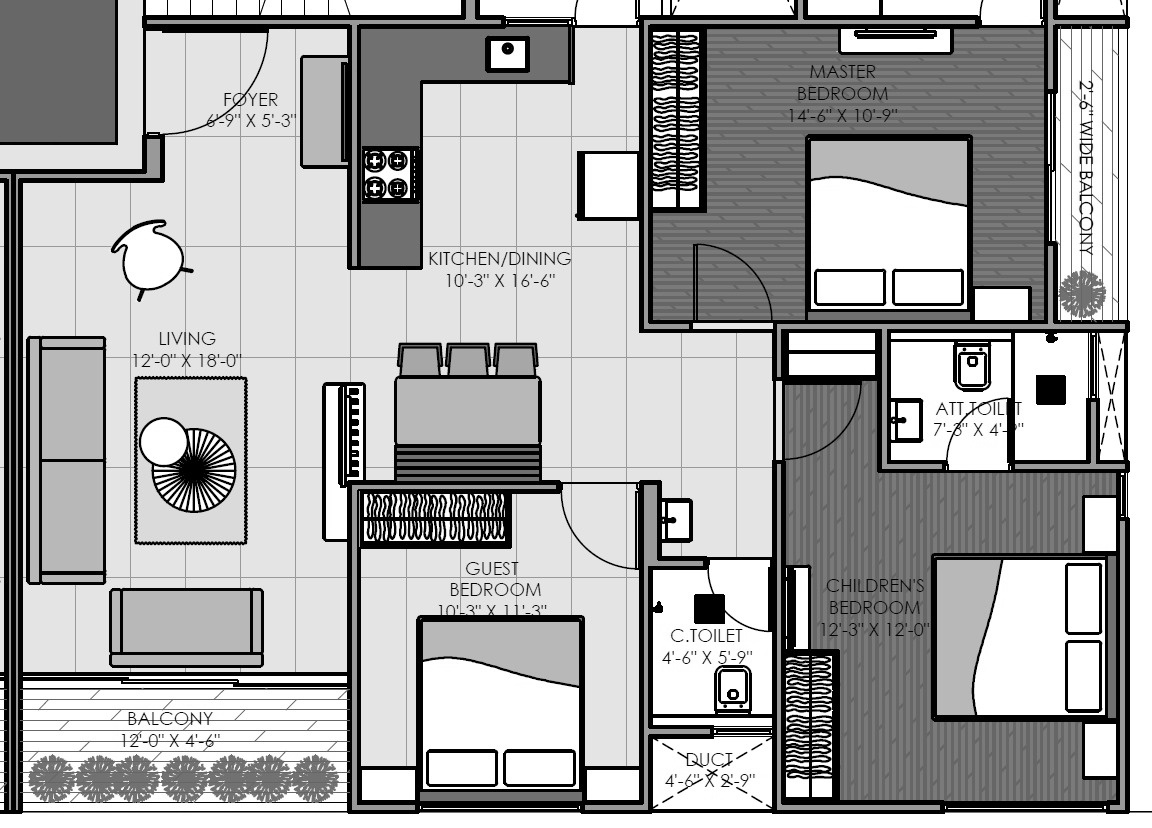 FOYER
6'-9" X 5'-3"
MASTER
BEDROOM
14'-6" X 10'-9"
2'-6" WIDE BALCONY
KITCHEN/DINING
10'-3" X 16'-6"
LIVING
12'-0" X 18'-0"
ATT.TOILET
7'-3" X 4'-9"
GUEST
BEDROOM
10'-3" X 11'-3"
CHILDREN'S
BEDROOM
12'-3" X 12'-0"
C.TOILET
4'-6" X 5'-9"
BALCONY
12'-0" X 4'-6"
DUCT
4'-6" X 2'-9"